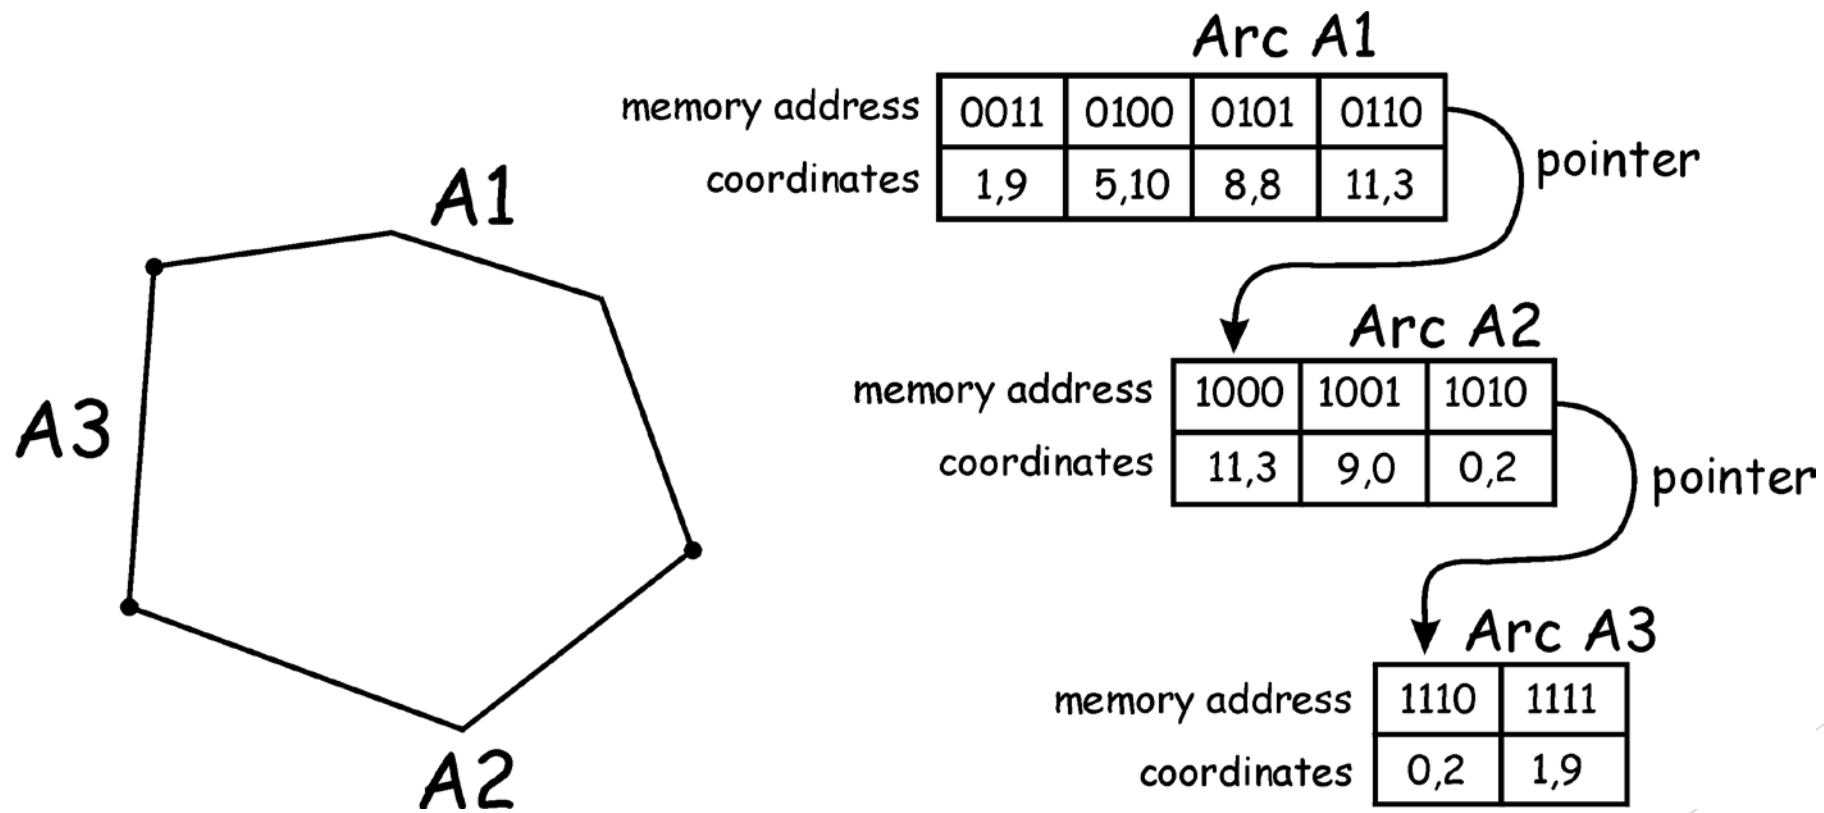 A1
A3
A2
Arc A1
memory address 0011 0100 0101 0110
coordinates 1,9 5,10 8,8 11,3
pointer
Arc A2
memory address 1000 1001 1010
coordinates 11,3 9,0 0,2
pointer
Arc A3
memory address 1110 1111
coordinates 0,2 1,9